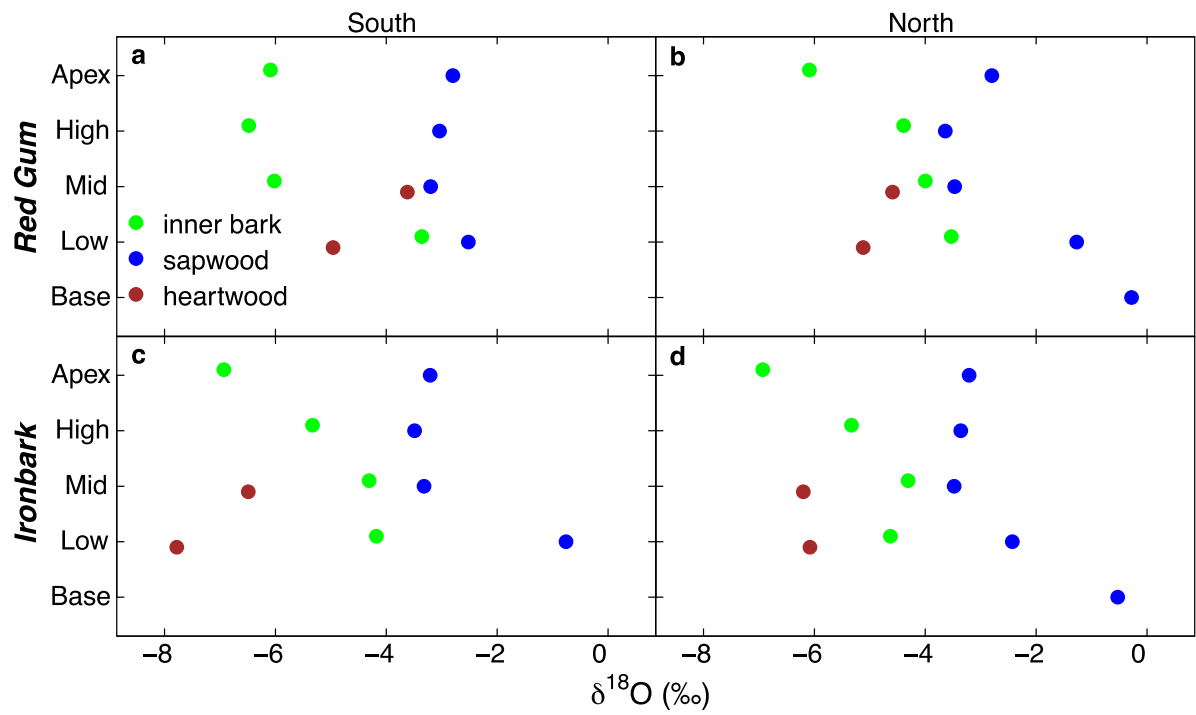 South North
a b
Apex
High
Mid
Low
Base
Red Gum
inner bark
sapwood
heartwood
c d
Apex
High
Mid
Low
Base
Ironbark
−8 −6 −4 −2 0 −8 −6 −4 −2 0
δ¹⁸O (‰)